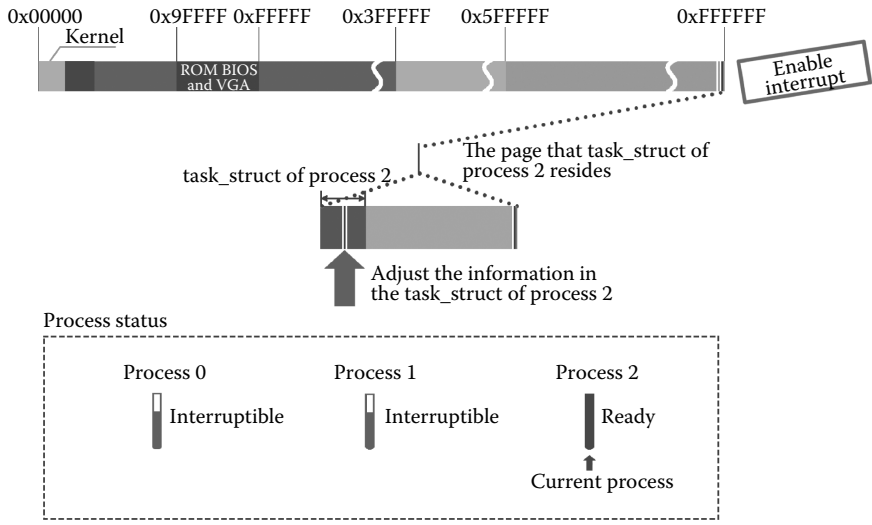 0x00000 0x9FFFF 0xFFFFF 0x3FFFFF 0x5FFFFF 0xFFFFFF
Kernel
ROM BIOS
and VGA
Enable
interrupt
The page that task_struct of
process 2 resides
task_struct of process 2
Adjust the information in
the task_struct of process 2
Process status
Process 0 Process 1 Process 2
Interruptible Interruptible Ready
Current process